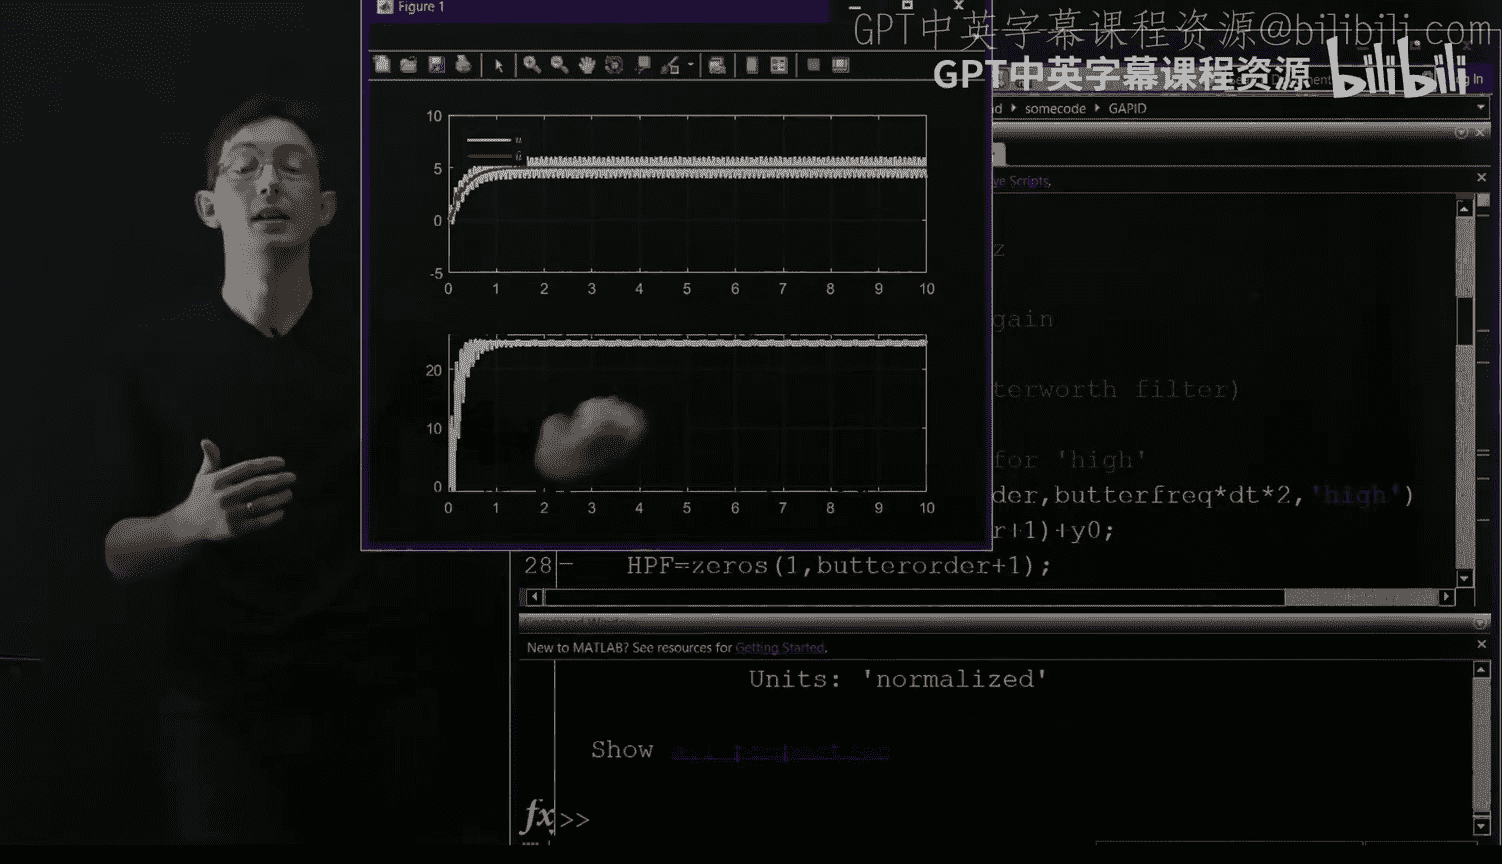 Figure 1
GPT中英字幕课程资源@bilibili.com
GPT中英字幕课程资源 bilibili
In
somecode GAPID
10
5
0
-5
0 1 2 3 4 5 6 7 8 9 10
u
û
20
10
0
0 1 2 3 4 5 6 7 8 9 10
ve Scripts.
z
gain
terworth filter)
for 'high'
der,butterfreq*dt*2,'high')
r+1)+y0;
28 HPF=zeros(1,butterorder+1);
New to MATLAB? See resources for Getting Started.
Units: 'normalized'
Show
fx >>